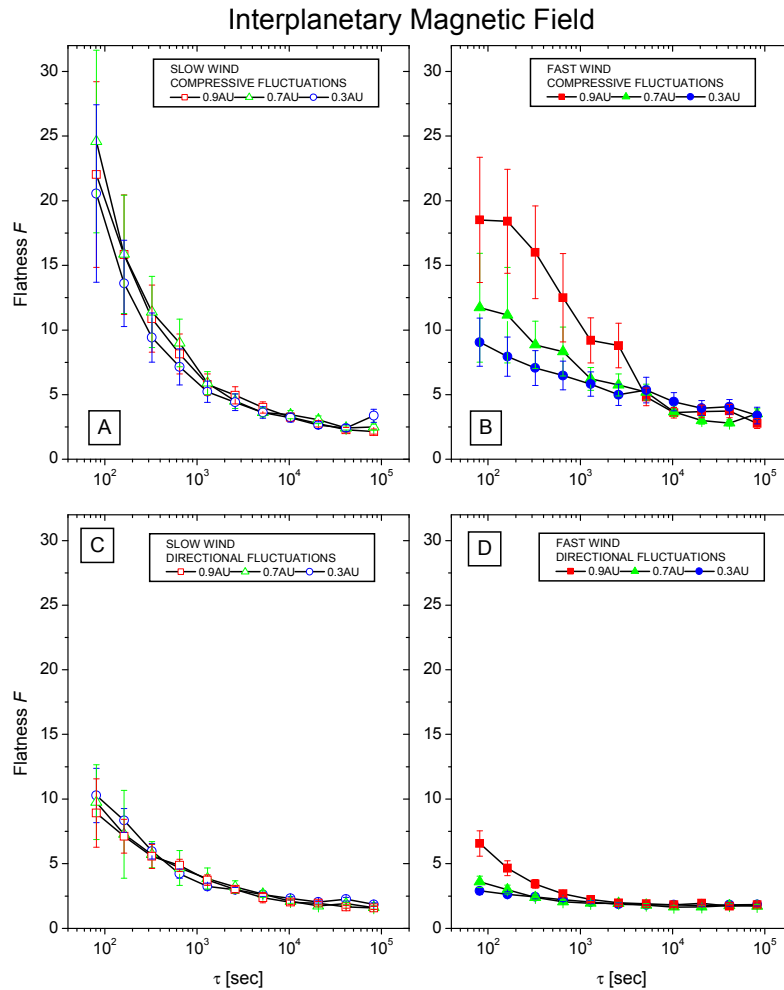 Interplanetary Magnetic Field
SLOW WIND
COMPRESSIVE FLUCTUATIONS
0.9AU 0.7AU 0.3AU
Flatness F
30
25
20
15
10
5
0
A
10^2 10^3 10^4 10^5
FAST WIND
COMPRESSIVE FLUCTUATIONS
0.9AU 0.7AU 0.3AU
30
25
20
15
10
5
0
B
10^2 10^3 10^4 10^5
C
SLOW WIND
DIRECTIONAL FLUCTUATIONS
0.9AU 0.7AU 0.3AU
Flatness F
30
25
20
15
10
5
0
10^2 10^3 10^4 10^5
τ [sec]
D
FAST WIND
DIRECTIONAL FLUCTUATIONS
0.9AU 0.7AU 0.3AU
30
25
20
15
10
5
0
10^2 10^3 10^4 10^5
τ [sec]